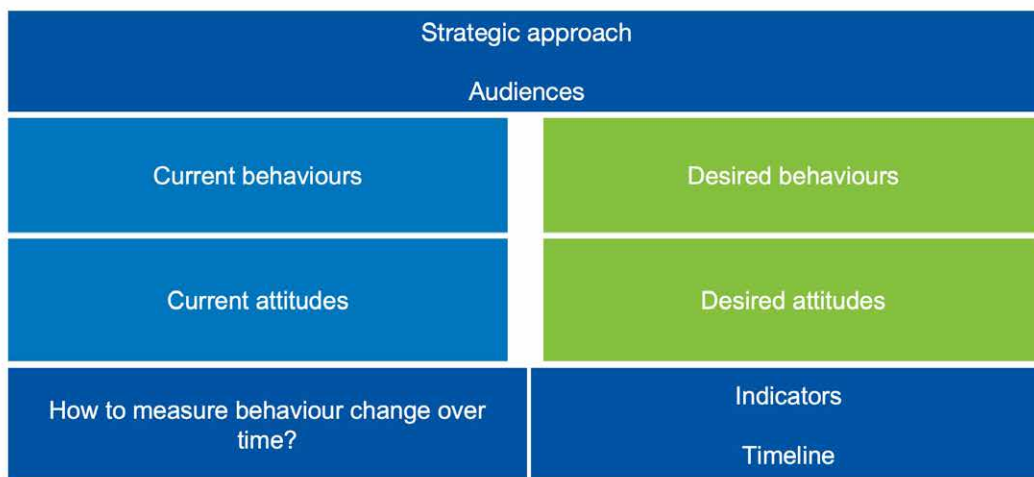 Strategic approach
Audiences
Current behaviours
Desired behaviours
Current attitudes
Desired attitudes
How to measure behaviour change over
time?
Indicators
Timeline